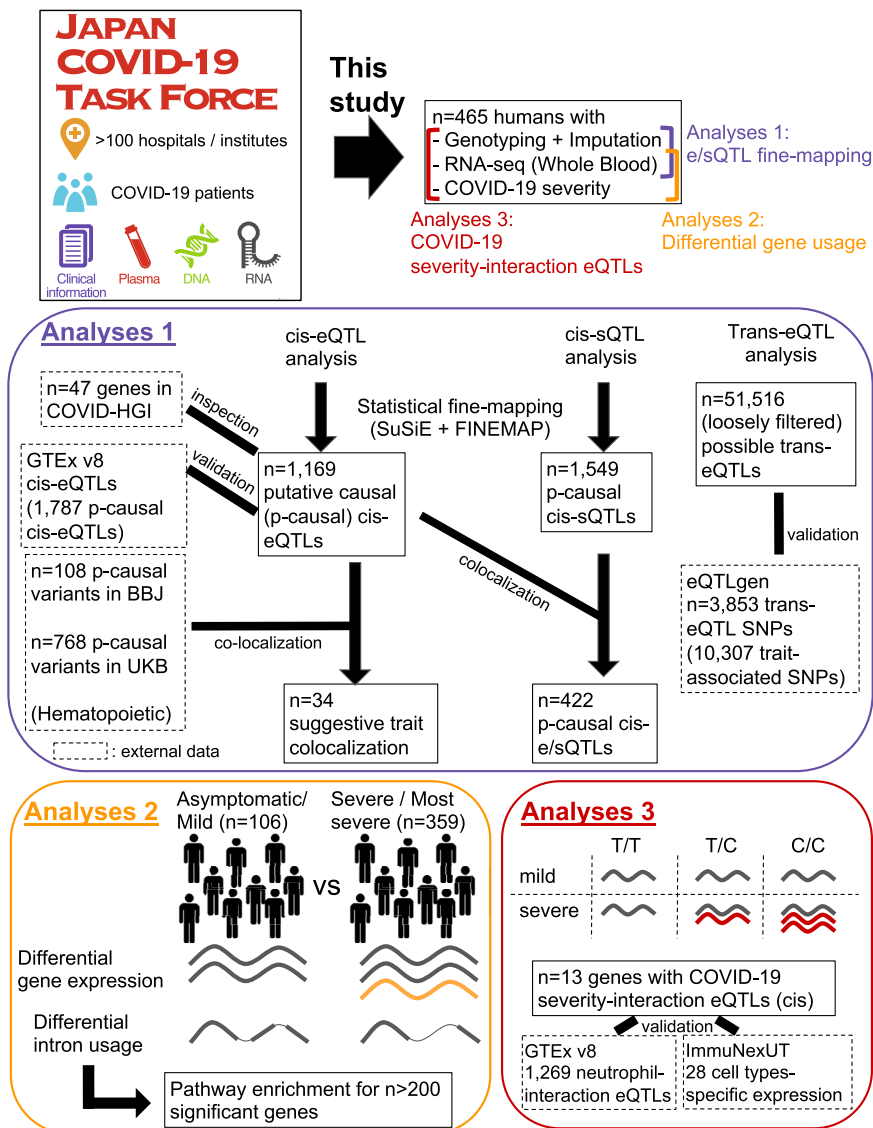 JAPAN
COVID-19
TASK FORCE
>100 hospitals / institutes
COVID-19 patients
Clinical
information
Plasma
DNA
RNA
This
study
n=465 humans with
- Genotyping + Imputation
- RNA-seq (Whole Blood)
- COVID-19 severity
Analyses 1:
e/sQTL fine-mapping
Analyses 3:
COVID-19
severity-interaction eQTLs
Analyses 2:
Differential gene usage
Analyses 1
cis-eQTL
analysis
cis-sQTL
analysis
Trans-eQTL
analysis
n=47 genes in
COVID-HGI
inspection
Statistical fine-mapping
(SuSiE + FINEMAP)
n=51,516
(loosely filtered)
possible trans-
eQTLs
GTEx v8
cis-eQTLs
(1,787 p-causal
cis-eQTLs)
validation
n=1,169
putative causal
(p-causal) cis-
eQTLs
n=1,549
p-causal
cis-sQTLs
validation
colocalization
n=108 p-causal
variants in BBJ
n=768 p-causal
variants in UKB
(Hematopoietic)
co-localization
eQTLgen
n=3,853 trans-
eQTL SNPs
(10,307 trait-
associated SNPs)
n=34
suggestive trait
colocalization
n=422
p-causal cis-
e/sQTLs
: external data
Analyses 2
Asymptomatic/
Mild (n=106)
vs
Severe / Most
severe (n=359)
Differential
gene expression
Differential
intron usage
Pathway enrichment for n>200
significant genes
Analyses 3
T/T T/C C/C
mild
severe
n=13 genes with COVID-19
severity-interaction eQTLs (cis)
validation
GTEx v8
1,269 neutrophil-
interaction eQTLs
ImmuNexUT
28 cell types-
specific expression